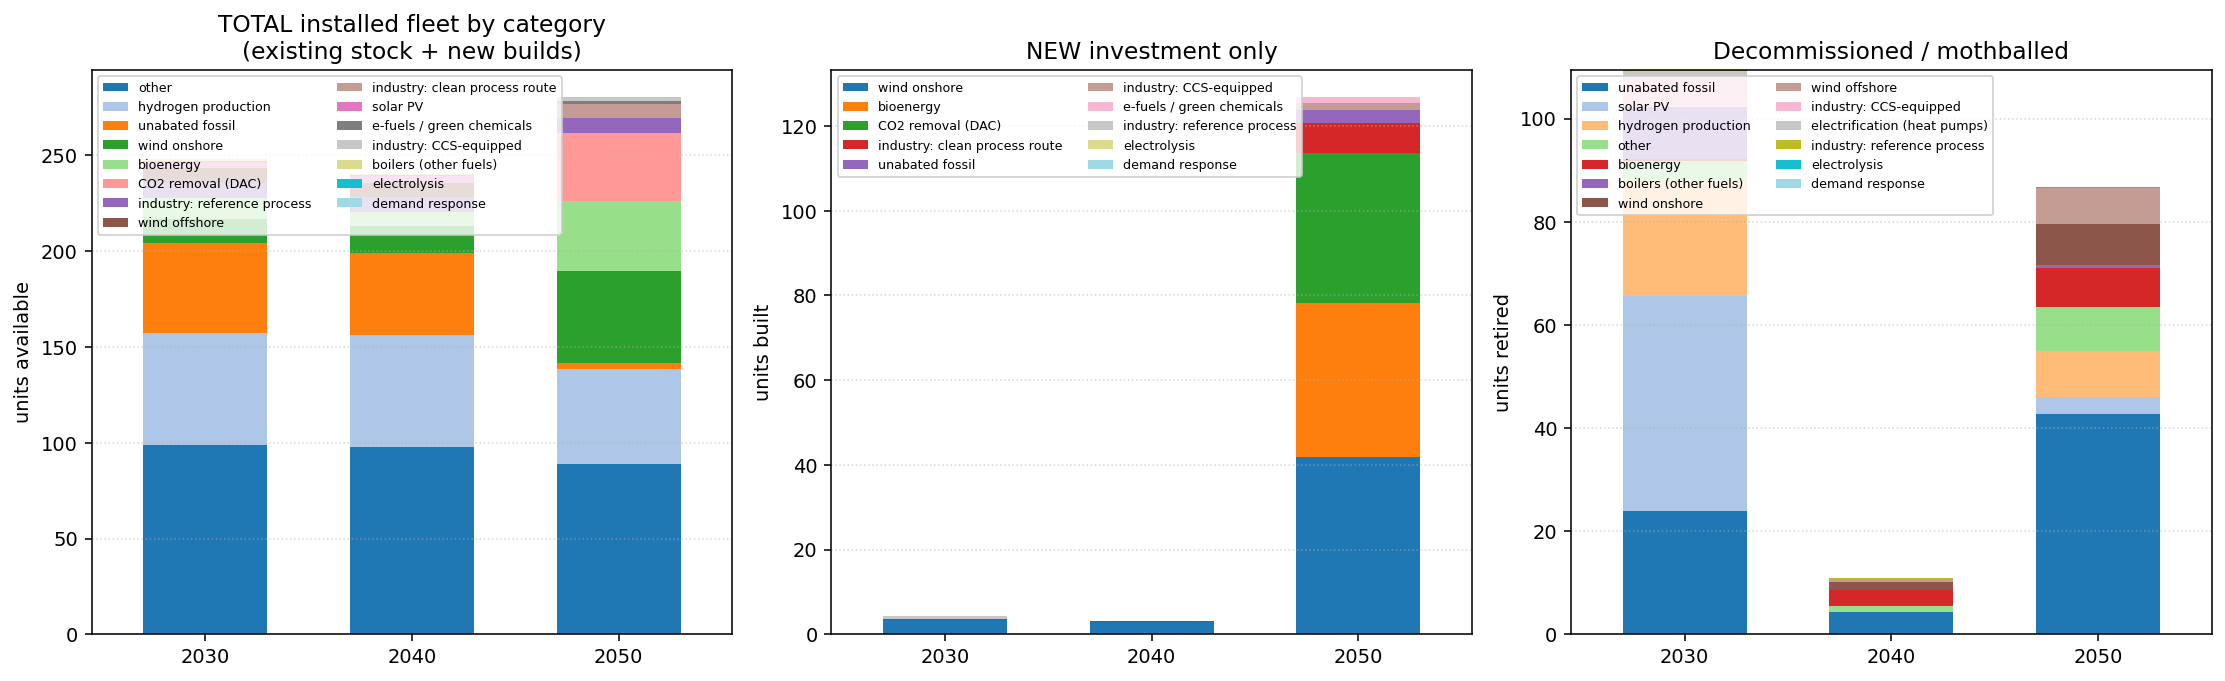 TOTAL installed fleet by category
(existing stock + new builds)
units available
0
50
100
150
200
250
2030
2040
2050
other
hydrogen production
unabated fossil
wind onshore
bioenergy
CO2 removal (DAC)
industry: reference process
wind offshore
industry: clean process route
solar PV
e-fuels / green chemicals
industry: CCS-equipped
boilers (other fuels)
electrolysis
demand response
NEW investment only
units built
0
20
40
60
80
100
120
2030
2040
2050
wind onshore
bioenergy
CO2 removal (DAC)
industry: clean process route
unabated fossil
industry: CCS-equipped
e-fuels / green chemicals
industry: reference process
electrolysis
demand response
Decommissioned / mothballed
units retired
0
20
40
60
80
100
2030
2040
2050
unabated fossil
solar PV
hydrogen production
other
bioenergy
boilers (other fuels)
wind onshore
wind offshore
industry: CCS-equipped
electrification (heat pumps)
industry: reference process
electrolysis
demand response